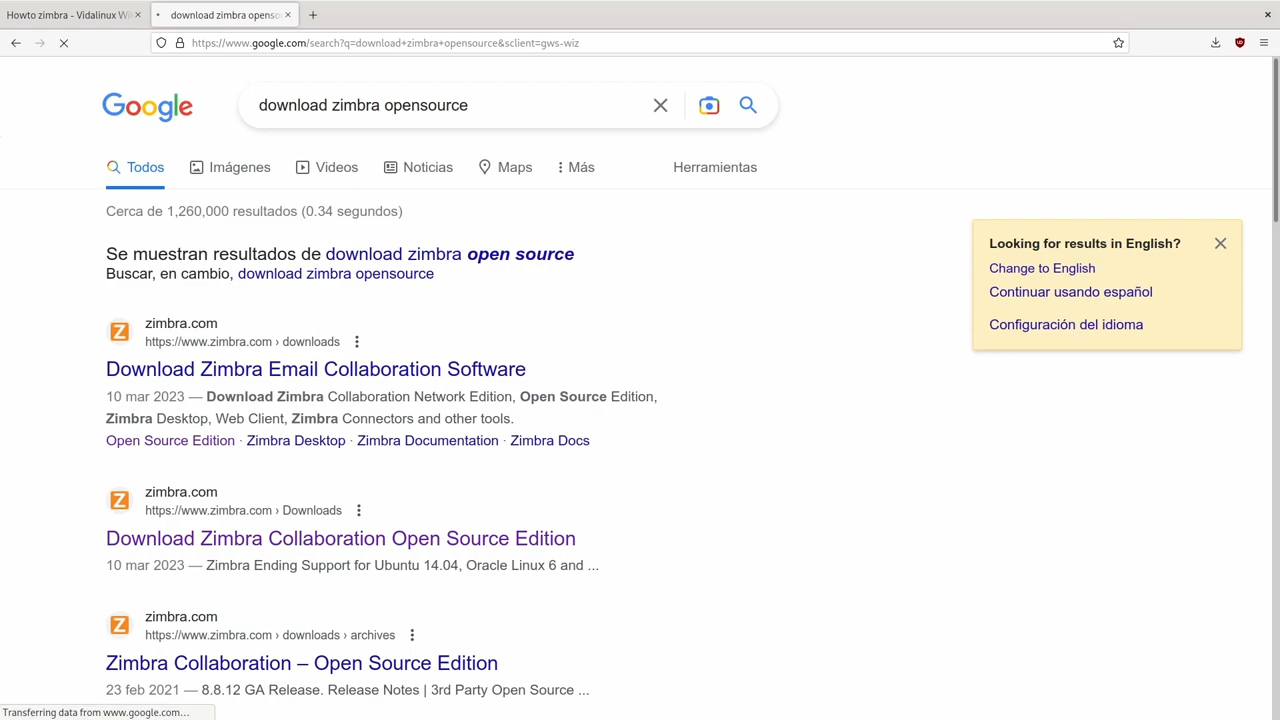 Howto zimbra - Vidalinux Wi
download zimbra openso
https://www.google.com/search?q=download+zimbra+opensource&sclient=gws-wiz
Google
download zimbra opensource
Todos
Imágenes
Videos
Noticias
Maps
Más
Herramientas
Cerca de 1,260,000 resultados (0.34 segundos)
Looking for results in English?
Change to English
Continuar usando español
Configuración del idioma
Se muestran resultados de download zimbra open source
Buscar, en cambio, download zimbra opensource
Z
zimbra.com
https://www.zimbra.com › downloads
Download Zimbra Email Collaboration Software
10 mar 2023 — Download Zimbra Collaboration Network Edition, Open Source Edition,
Zimbra Desktop, Web Client, Zimbra Connectors and other tools.
Open Source Edition · Zimbra Desktop · Zimbra Documentation · Zimbra Docs
Z
zimbra.com
https://www.zimbra.com › Downloads
Download Zimbra Collaboration Open Source Edition
10 mar 2023 — Zimbra Ending Support for Ubuntu 14.04, Oracle Linux 6 and ...
Z
zimbra.com
https://www.zimbra.com › downloads › archives
Zimbra Collaboration – Open Source Edition
23 feb 2021 — 8.8.12 GA Release. Release Notes | 3rd Party Open Source ...
Transferring data from www.google.com…